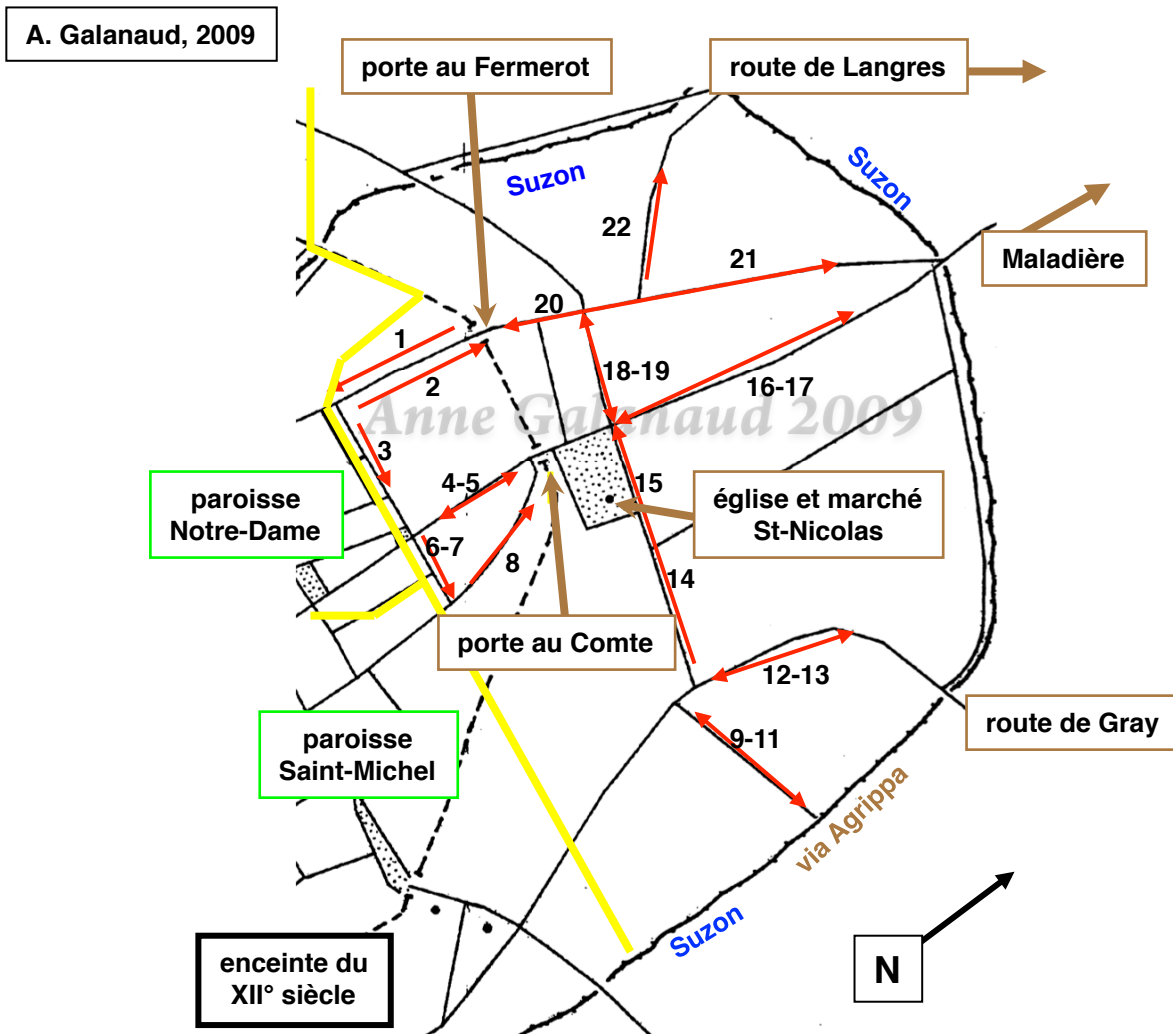 A. Galanaud, 2009
porte au Fermerot
route de Langres
Suzon
Suzon
22
Maladière
21
20
1
18-19
16-17
2
Anne Galanaud 2009
3
paroisse
Notre-Dame
4-5
15
église et marché
St-Nicolas
6-7
8
14
porte au Comte
12-13
paroisse
Saint-Michel
9-11
route de Gray
via Agrippa
Suzon
enceinte du
XII° siècle
N